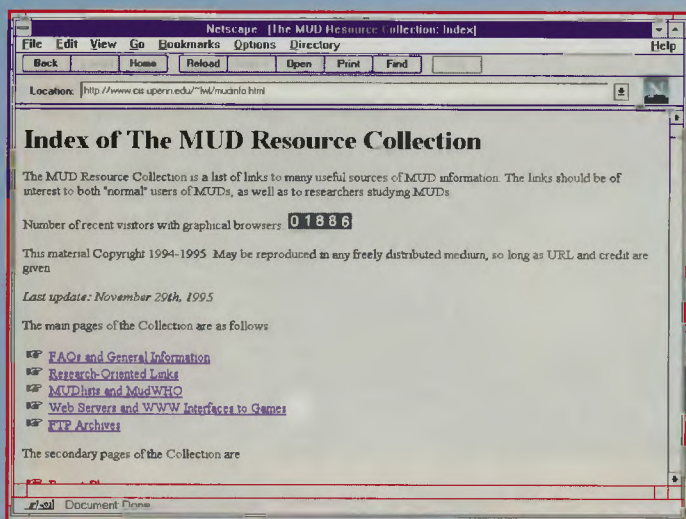 Netscape [The MUD Resource Collection: Index]
File Edit View Go Bookmarks Options Directory Help
Back Home Reload Open Print Find
Location: http://www.cis.upenn.edu/~lwl/mudinfo.html
Index of The MUD Resource Collection
The MUD Resource Collection is a list of links to many useful sources of MUD information. The links should be of
interest to both "normal" users of MUDs, as well as to researchers studying MUDs
Number of recent visitors with graphical browsers: 01886
This material Copyright 1994-1995 May be reproduced in any freely distributed medium, so long as URL and credit are
given
Last update: November 29th, 1995
The main pages of the Collection are as follows
FAQs and General Information
Research-Oriented Links
MUDlists and MudWHO
Web Servers and WWW Interfaces to Games
FTP Archives
The secondary pages of the Collection are
Document Done